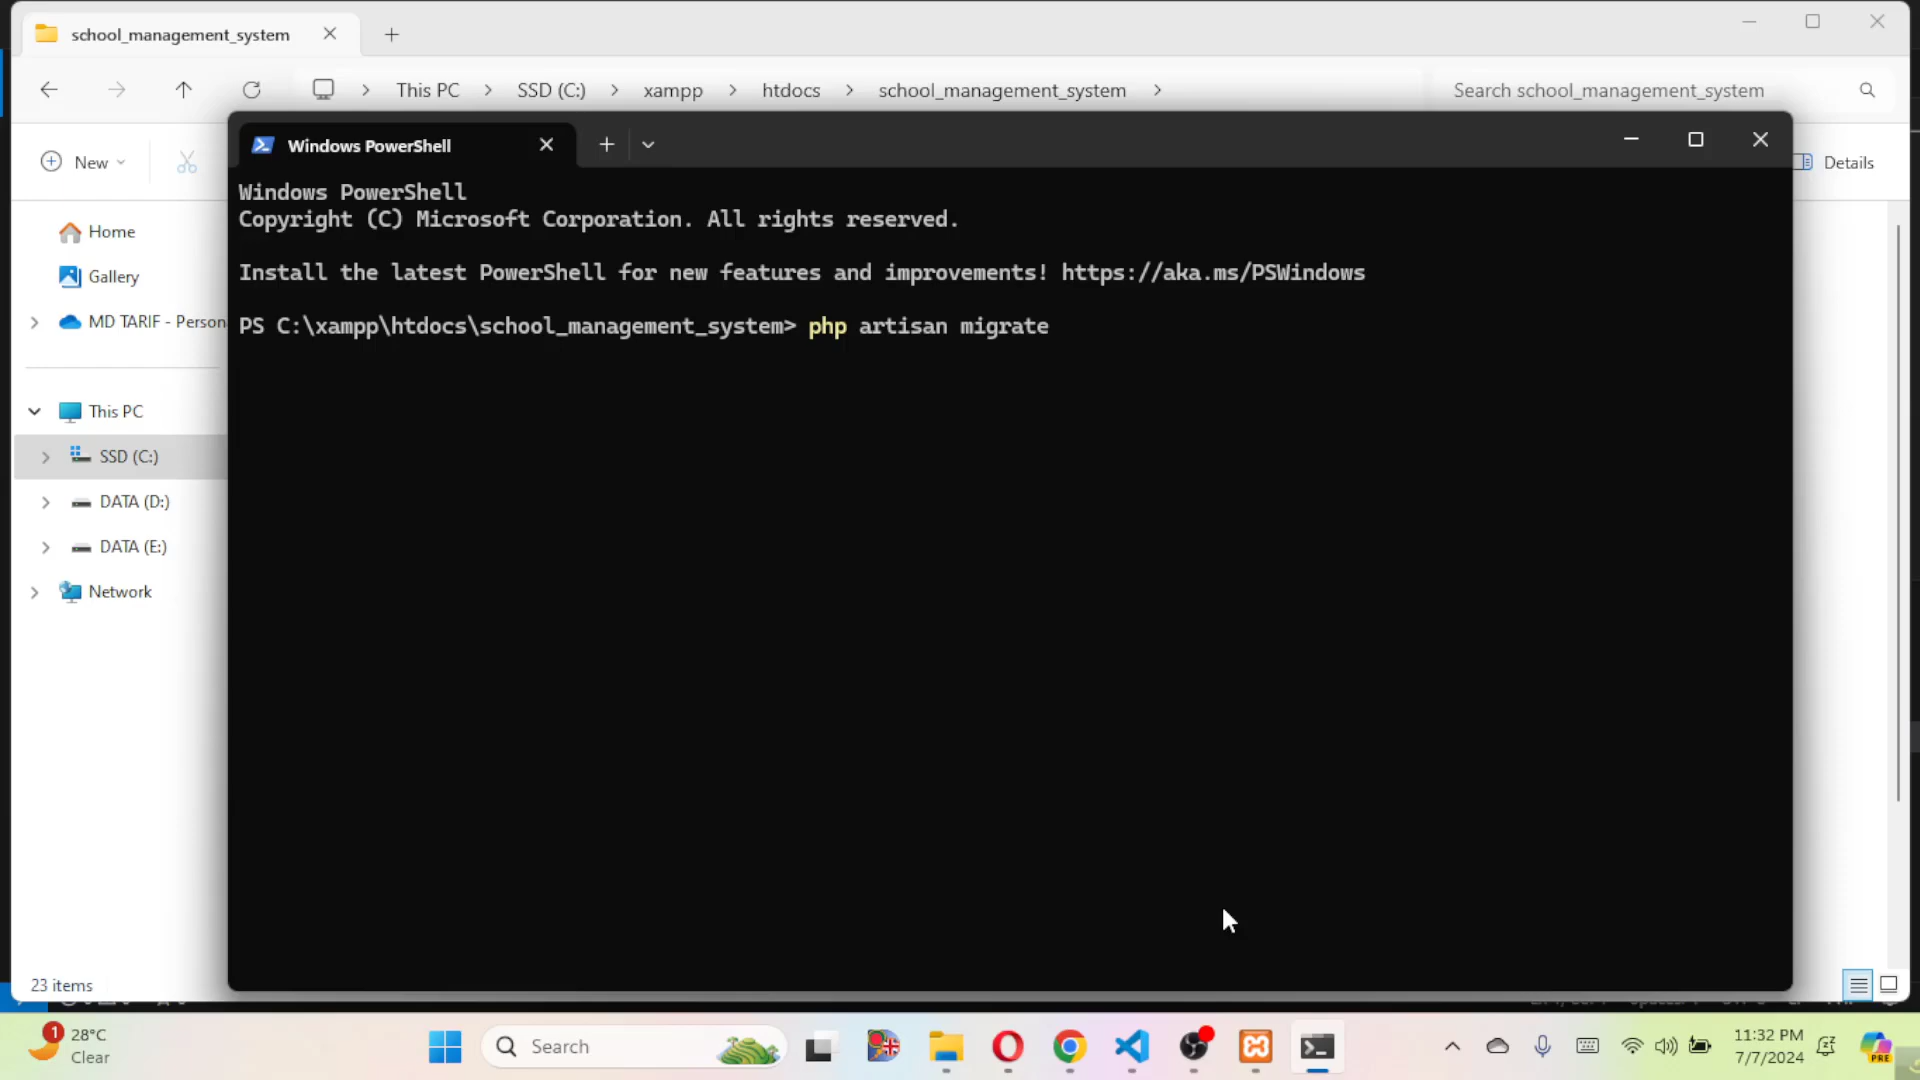 school_management_system
This PC > SSD (C:) > xampp > htdocs > school_management_system >
Search school_management_system
New
Windows PowerShell
Details
Windows PowerShell
Copyright (C) Microsoft Corporation. All rights reserved.
Install the latest PowerShell for new features and improvements! https://aka.ms/PSWindows
PS C:\xampp\htdocs\school_management_system> php artisan migrate
Home
Gallery
MD TARIF - Person
This PC
SSD (C:)
DATA (D:)
DATA (E:)
Network
23 items
1
28°C
Clear
Search
11:32 PM
7/7/2024
PRE